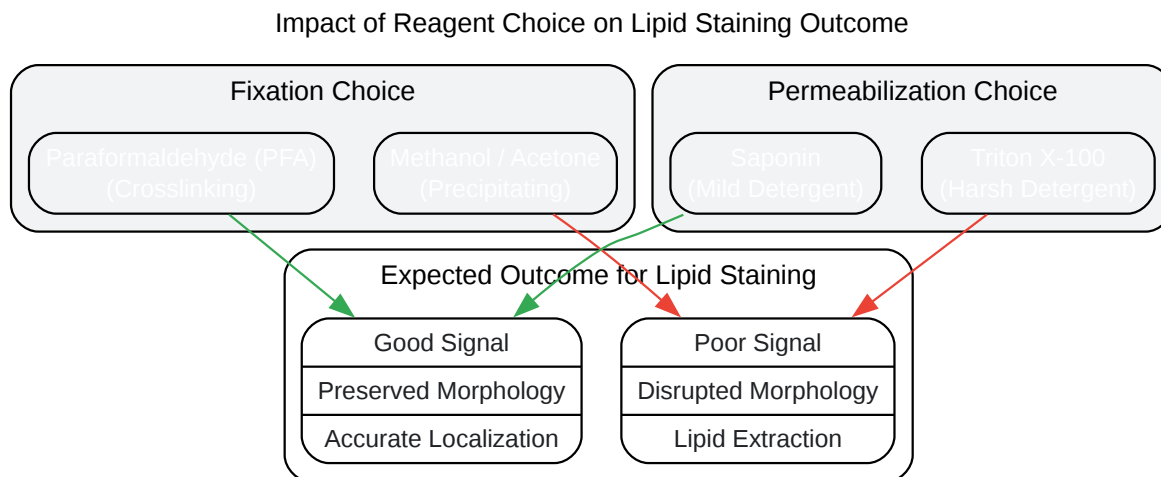 Impact of Reagent Choice on Lipid Staining Outcome
Fixation Choice
Paraformaldehyde (PFA)
(Crosslinking)
Methanol / Acetone
(Precipitating)
Permeabilization Choice
Saponin
(Mild Detergent)
Triton X-100
(Harsh Detergent)
Expected Outcome for Lipid Staining
Good Signal
Preserved Morphology
Accurate Localization
Poor Signal
Disrupted Morphology
Lipid Extraction